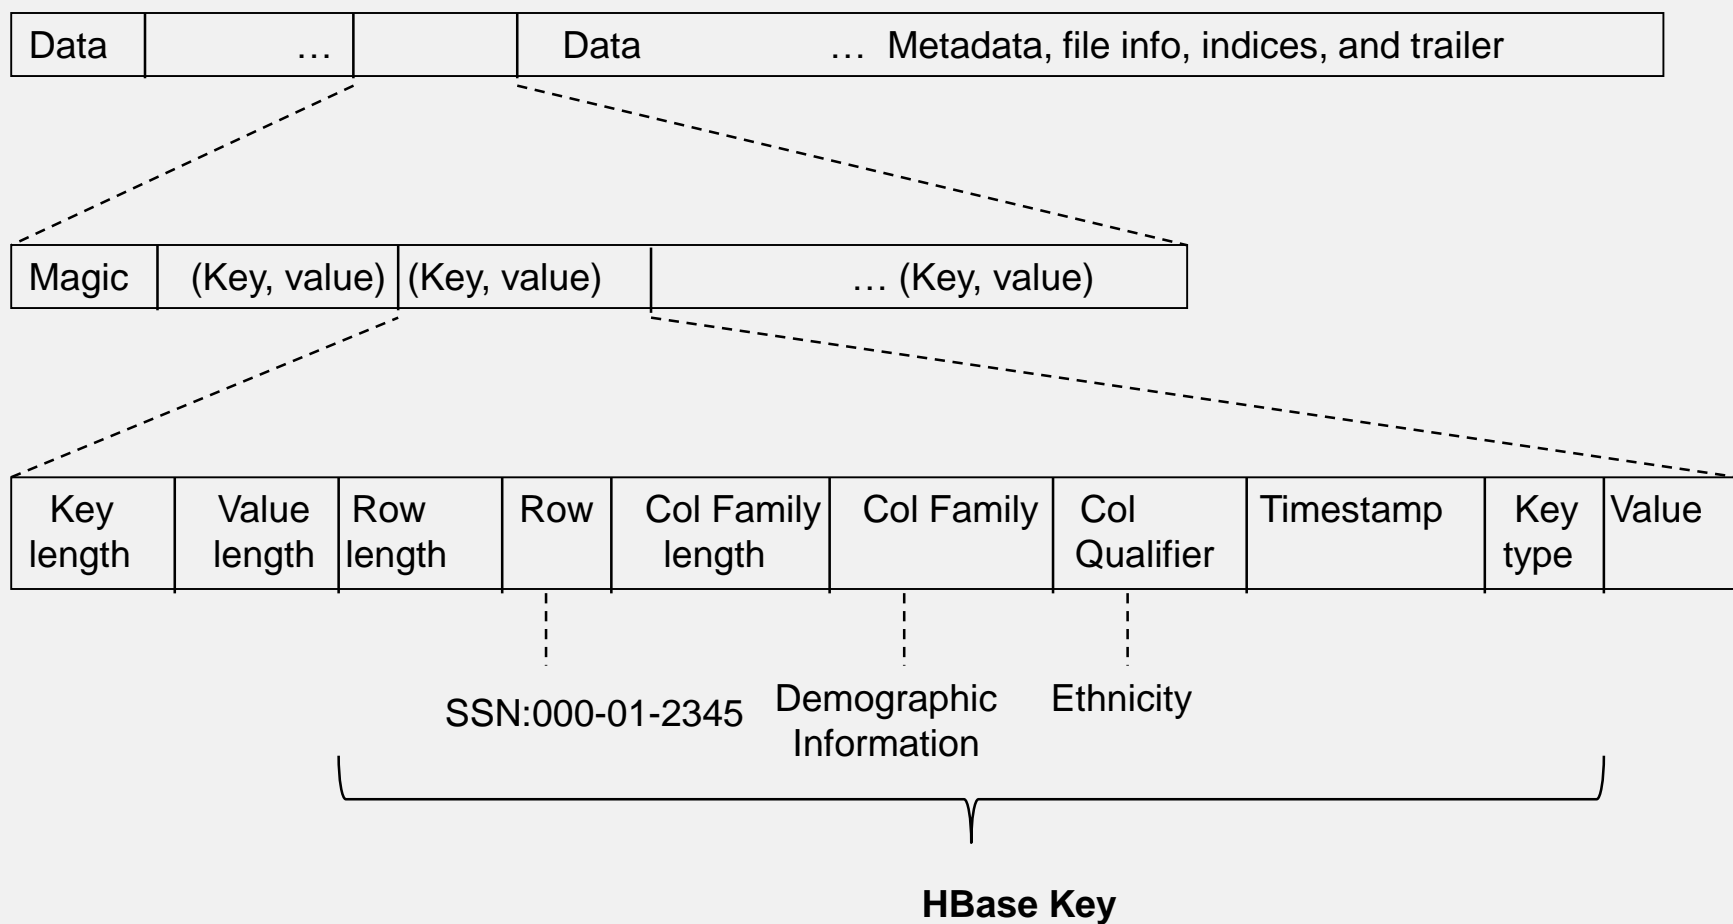 Data … Data … Metadata, file info, indices, and trailer
Magic (Key, value) (Key, value) … (Key, value)
Key Value Row Row Col Family Col Family Col Timestamp Key Value
length length length length Qualifier type
SSN:000-01-2345 Demographic Ethnicity
Information
HBase Key